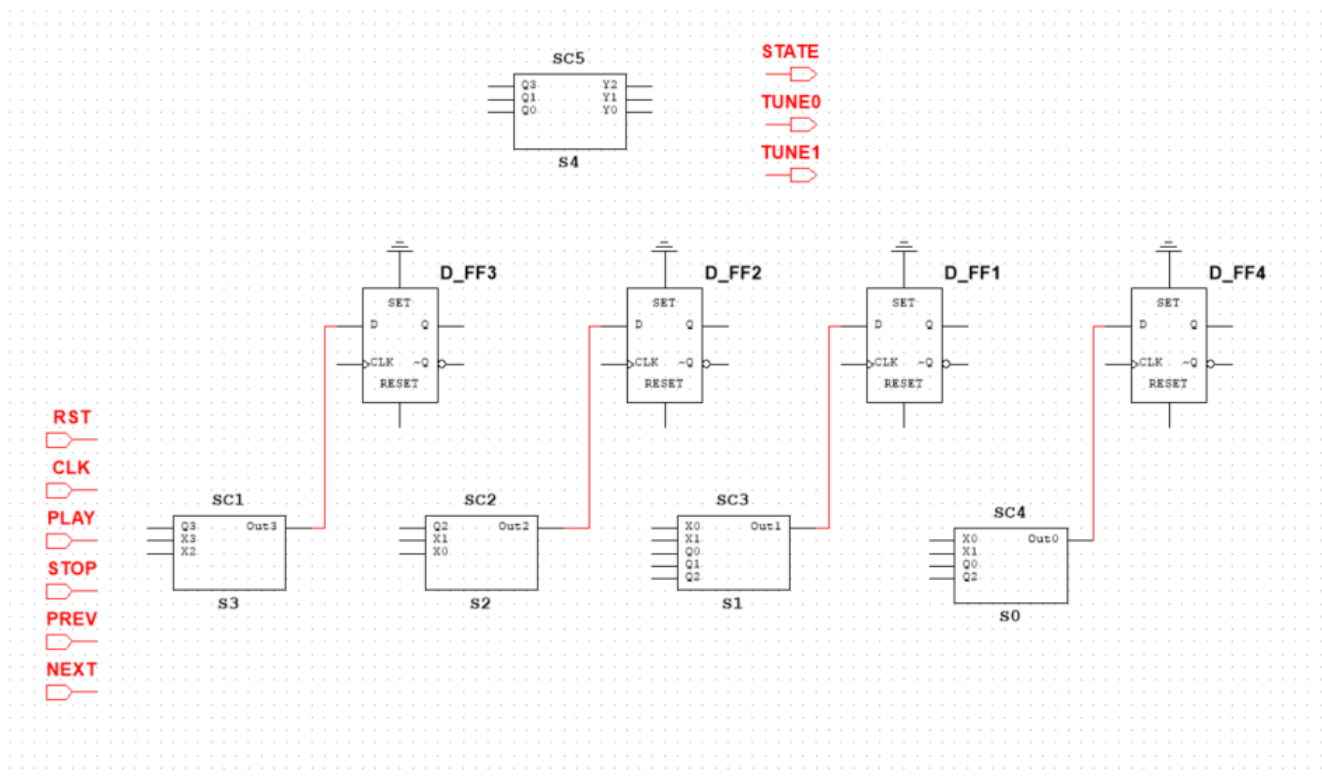 SC5
Q3 Y2
Q1 Y1
Q0 Y0
S4
STATE
TUNE0
TUNE1
D_FF3
SET
D Q
CLK ~Q
RESET
D_FF2
SET
D Q
CLK ~Q
RESET
D_FF1
SET
D Q
CLK ~Q
RESET
D_FF4
SET
D Q
CLK ~Q
RESET
RST
CLK
PLAY
STOP
PREV
NEXT
SC1
Q3 Out3
X3
X2
S3
SC2
Q2 Out2
X1
X0
S2
SC3
X0 Out1
X1
Q0
Q1
Q2
S1
SC4
X0 Out0
X1
Q0
Q2
S0